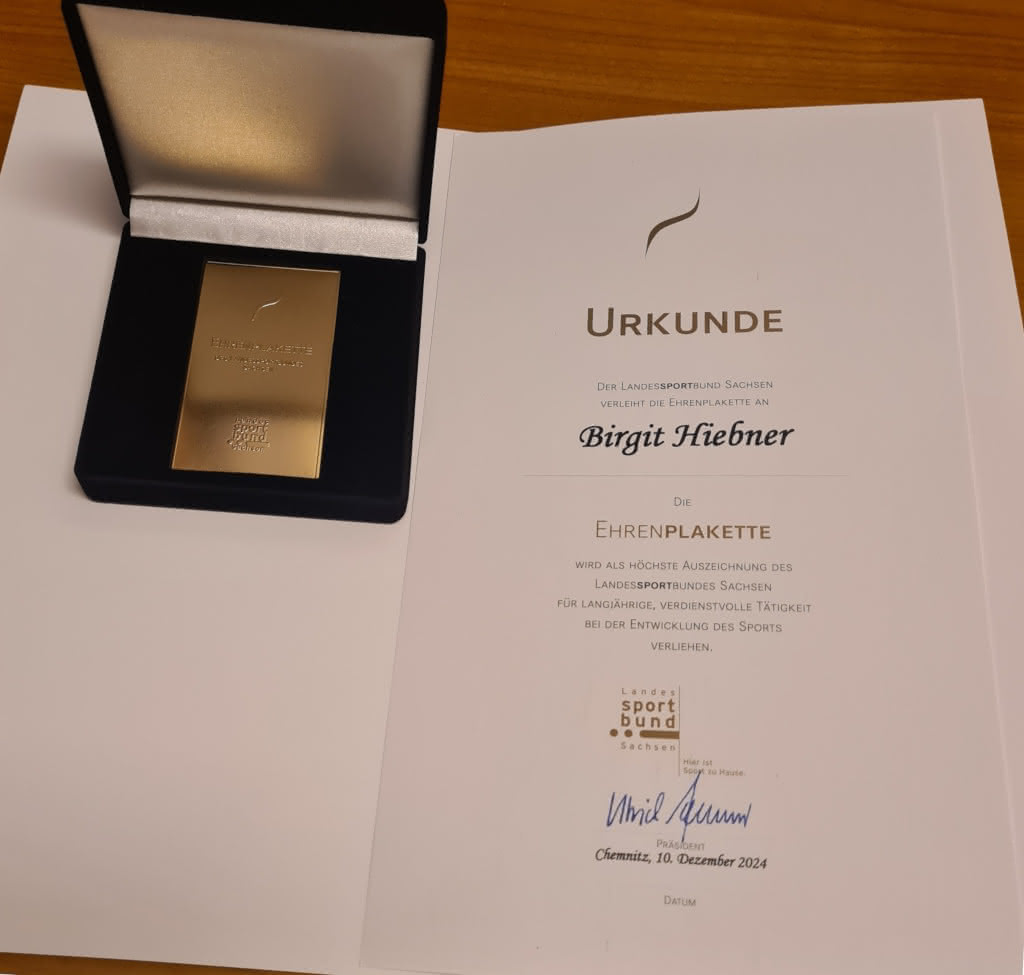 EHRENPLAKETTE
Landes
sport
bund
Sachsen
URKUNDE
DER LANDESSPORTBUND SACHSEN
VERLEIHT DIE EHRENPLAKETTE AN
Birgit Hiebner
DIE
EHRENPLAKETTE
WIRD ALS HÖCHSTE AUSZEICHNUNG DES
LANDESSPORTBUNDES SACHSEN
FÜR LANGJÄHRIGE, VERDIENSTVOLLE TÄTIGKEIT
BEI DER ENTWICKLUNG DES SPORTS
VERLIEHEN.
Landes
sport
bund
Sachsen
Hier ist
Sport zu Hause.
Ulrich
PRÄSIDENT
Chemnitz, 10. Dezember 2024
DATUM